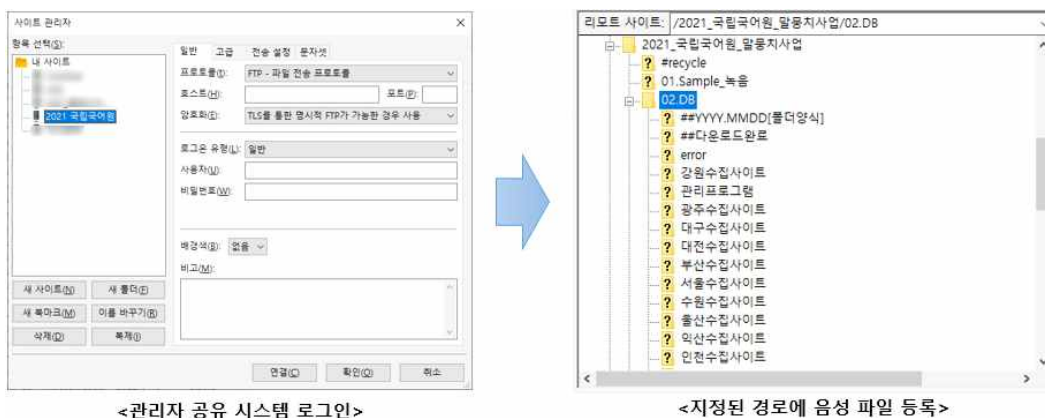 사이트 관리자
항목 선택(S):
내 사이트
2021 국립국어원
새 사이트(N) 새 폴더(F)
새 북마크(M) 이름 바꾸기(R)
삭제(D) 복제(I)
일반 고급 전송 설정 문자셋
프로토콜(T): FTP - 파일 전송 프로토콜
호스트(H): 포트(P):
암호화(E): TLS를 통한 명시적 FTP가 가능한 경우 사용
로그온 유형(L): 일반
사용자(U):
비밀번호(W):
배경색(B): 없음
비고(M):
연결(C) 확인(O) 취소
<관리자 공유 시스템 로그인>
리모트 사이트: /2021_국립국어원_말뭉치사업/02.DB
2021_국립국어원_말뭉치사업
#recycle
01.Sample_녹음
02.DB
##YYYY.MMDD[폴더양식]
##다운로드완료
error
강원수집사이트
관리프로그램
광주수집사이트
대구수집사이트
대전수집사이트
부산수집사이트
서울수집사이트
수원수집사이트
울산수집사이트
익산수집사이트
인천수집사이트
<지정된 경로에 음성 파일 등록>